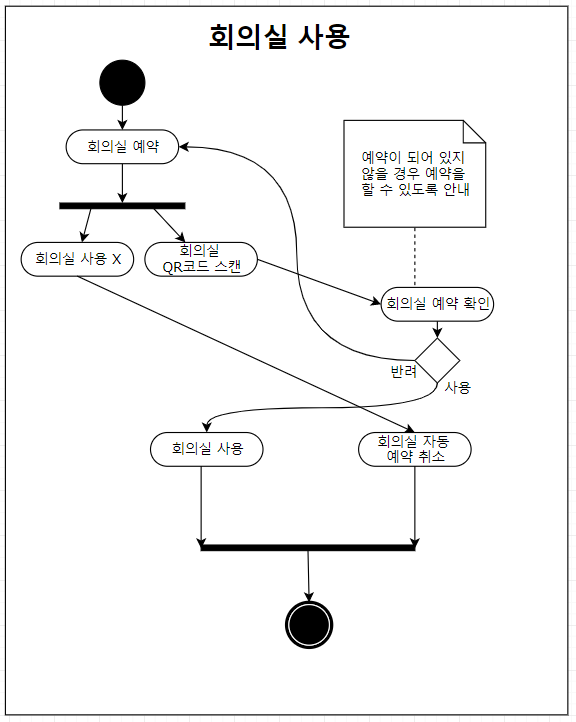 회의실 사용
회의실 예약
예약이 되어 있지
않을 경우 예약을
할 수 있도록 안내
회의실 사용 X
회의실
QR코드 스캔
회의실 예약 확인
반려
사용
회의실 사용
회의실 자동
예약 취소